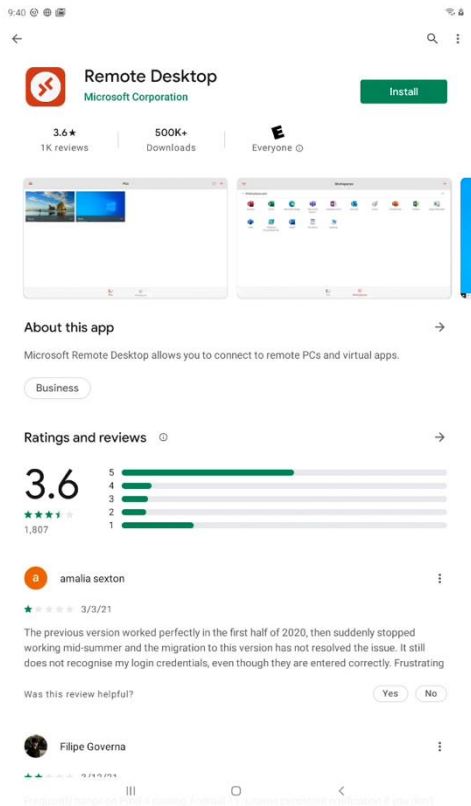 9:40
Remote Desktop
Microsoft Corporation
Install
3.6★
500K+
E
1K reviews
Downloads
Everyone
PCs
Workspaces
About this app
Microsoft Remote Desktop allows you to connect to remote PCs and virtual apps.
Business
Ratings and reviews
3.6
5
4
3
2
1
1,807
a
amalia sexton
3/3/21
The previous version worked perfectly in the first half of 2020, then suddenly stopped
working mid-summer and the migration to this version has not resolved the issue. It still
does not recognise my login credentials, even though they are entered correctly. Frustrating
Was this review helpful?
Yes
No
Filipe Governa